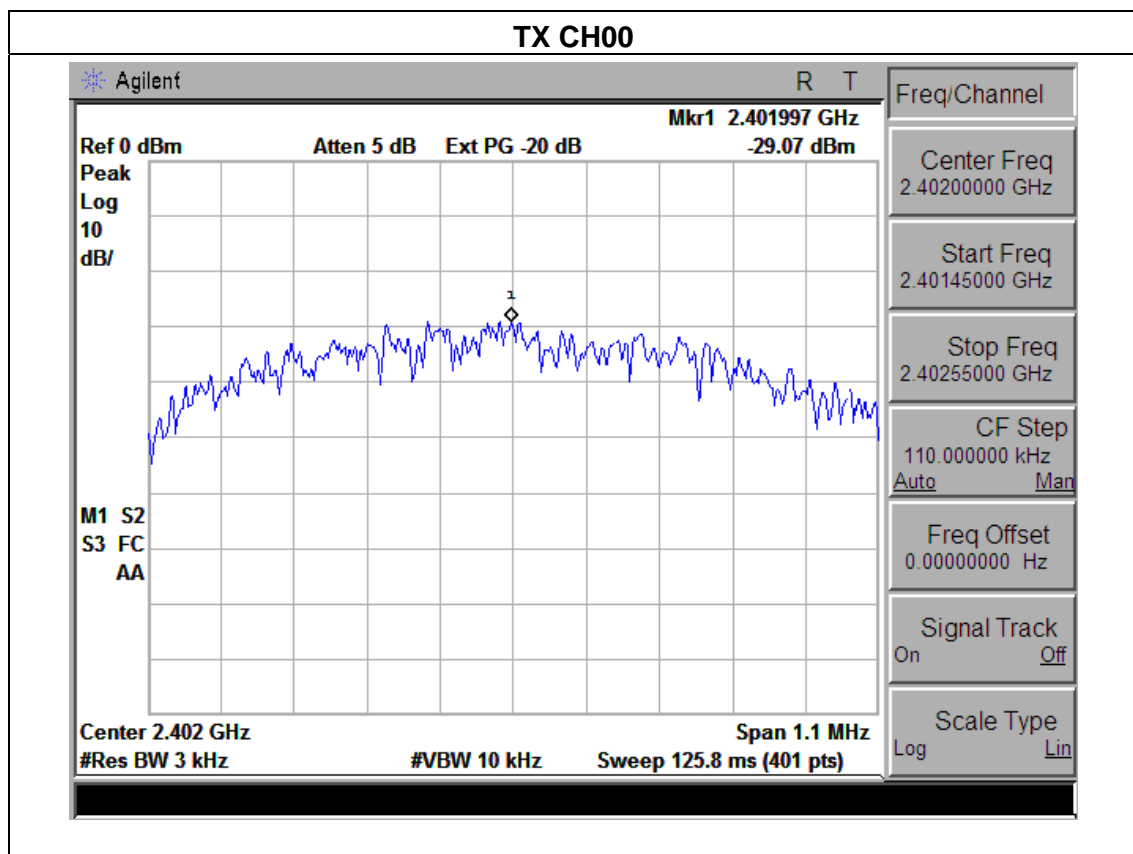 TX CH00
Agilent R T
Mkr1 2.401997 GHz
Ref 0 dBm Atten 5 dB Ext PG -20 dB -29.07 dBm
Peak
Log
10
dB/
1
M1 S2
S3 FC
AA
Center 2.402 GHz Span 1.1 MHz
#Res BW 3 kHz #VBW 10 kHz Sweep 125.8 ms (401 pts)
Freq/Channel
Center Freq
2.40200000 GHz
Start Freq
2.40145000 GHz
Stop Freq
2.40255000 GHz
CF Step
110.000000 kHz
Auto Man
Freq Offset
0.00000000 Hz
Signal Track
On Off
Scale Type
Log Lin